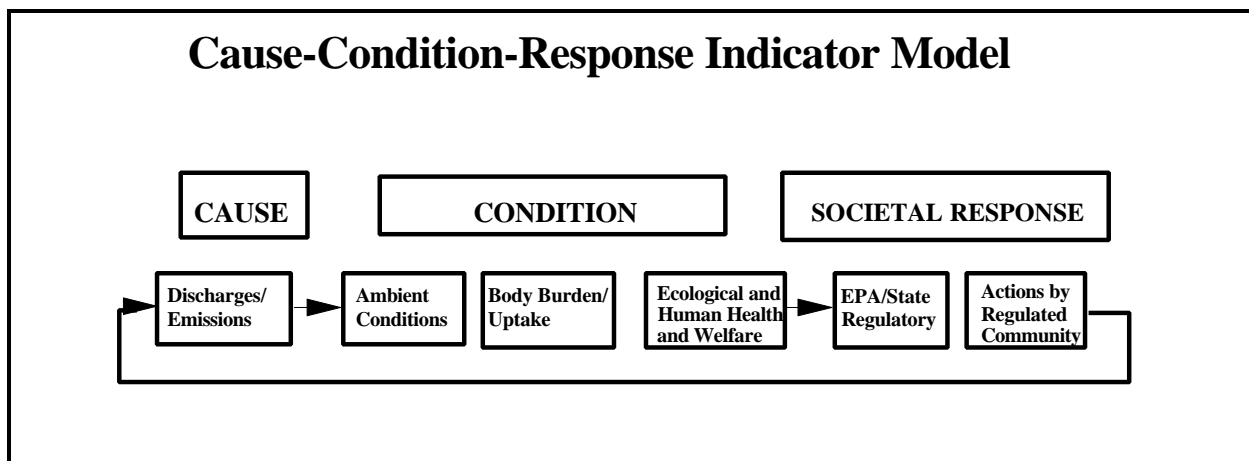 Cause-Condition-Response Indicator Model
CAUSE
CONDITION
SOCIETAL RESPONSE
Discharges/
Emissions
Ambient
Conditions
Body Burden/
Uptake
Ecological and
Human Health
and Welfare
EPA/State
Regulatory
Actions by
Regulated
Community